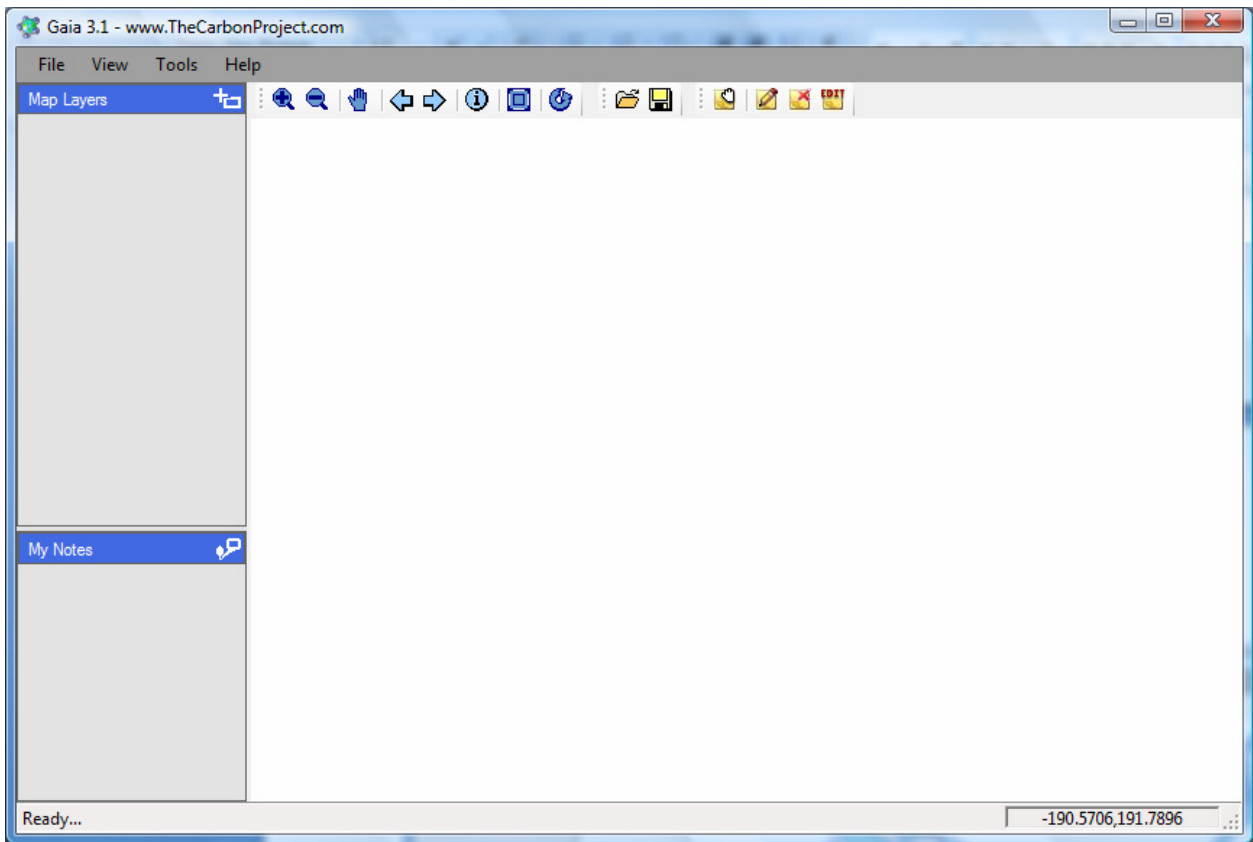 Gaia 3.1 - www.TheCarbonProject.com
File View Tools Help
Map Layers
EDIT
My Notes
Ready...
-190.5706,191.7896